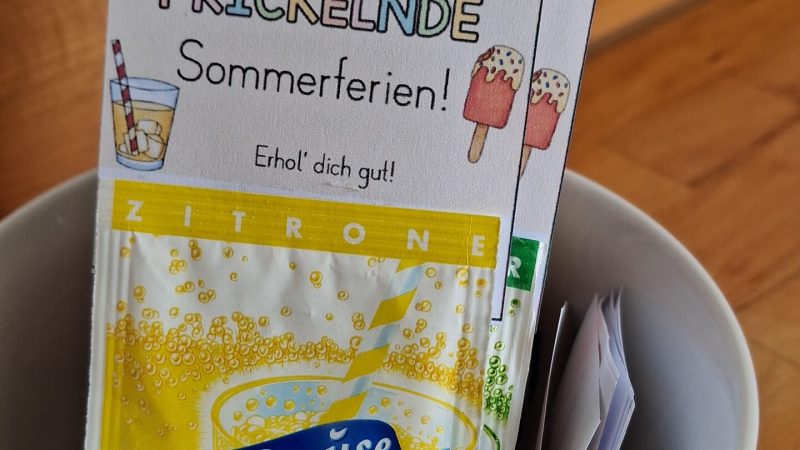 PRICKELNDE
Sommerferien!
Erhol' dich gut!
ZITRONE
R